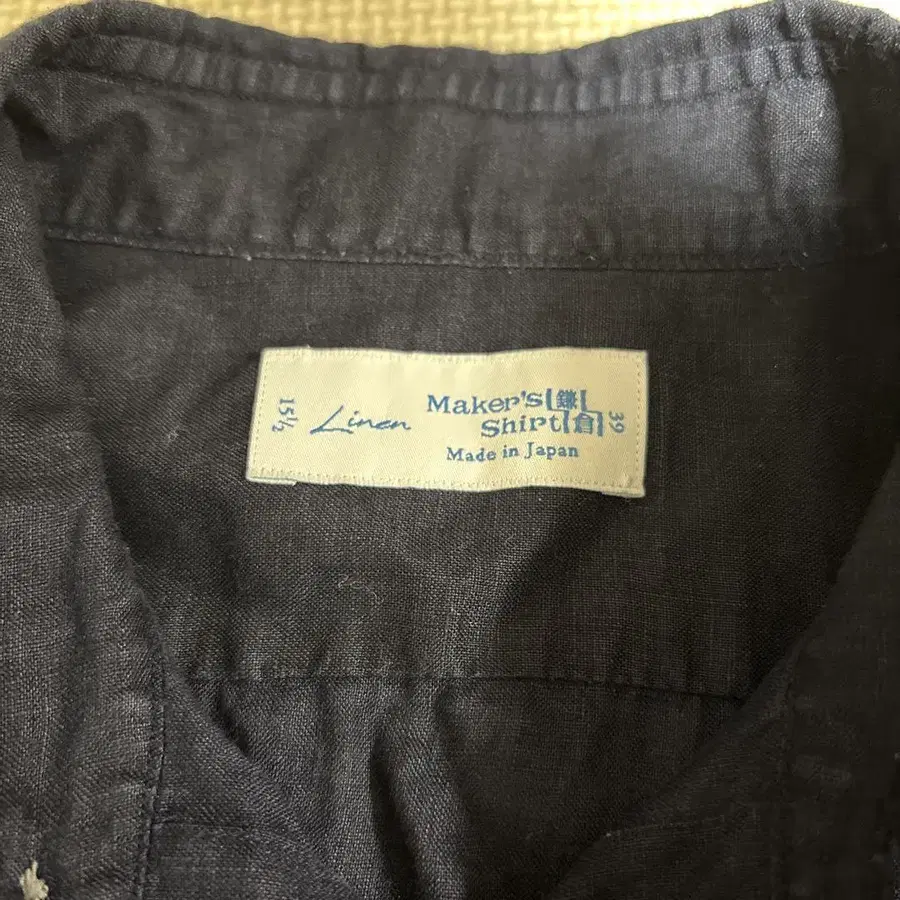 15½
Linen
Maker's 鎌
Shirt 倉
Made in Japan
39